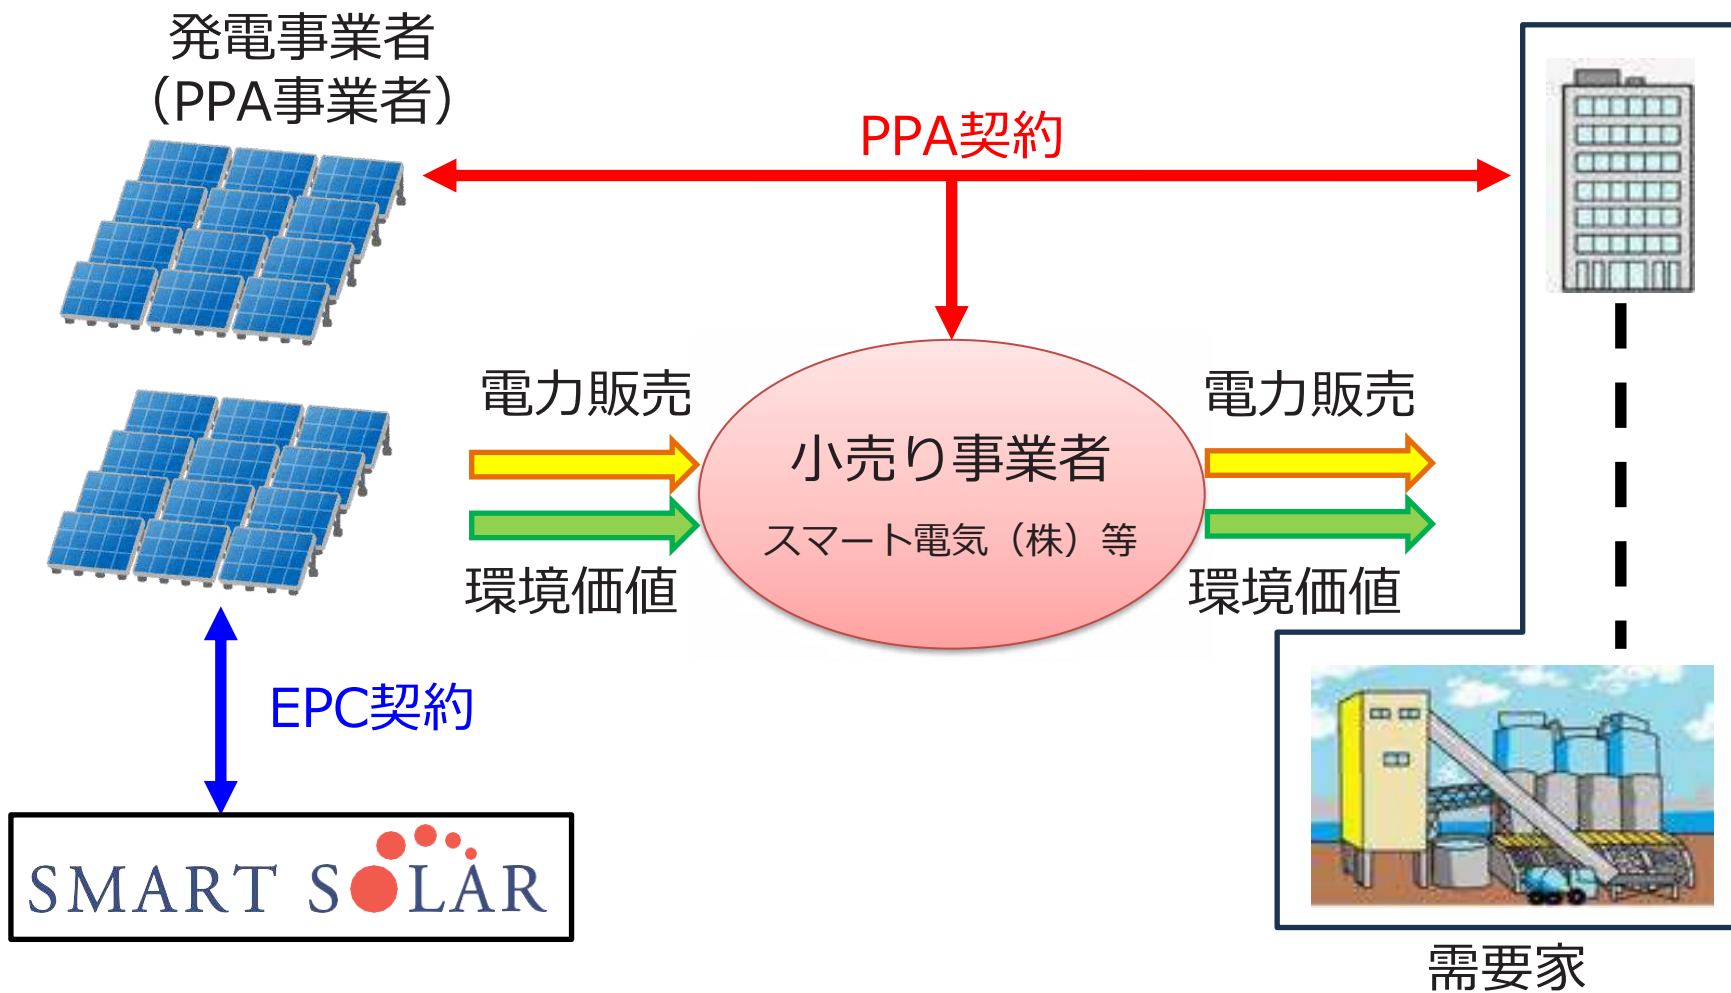 発電事業者
（PPA事業者）
PPA契約
電力販売
環境価値
小売り事業者
スマート電気（株）等
電力販売
環境価値
EPC契約
SMART SOLAR
需要家